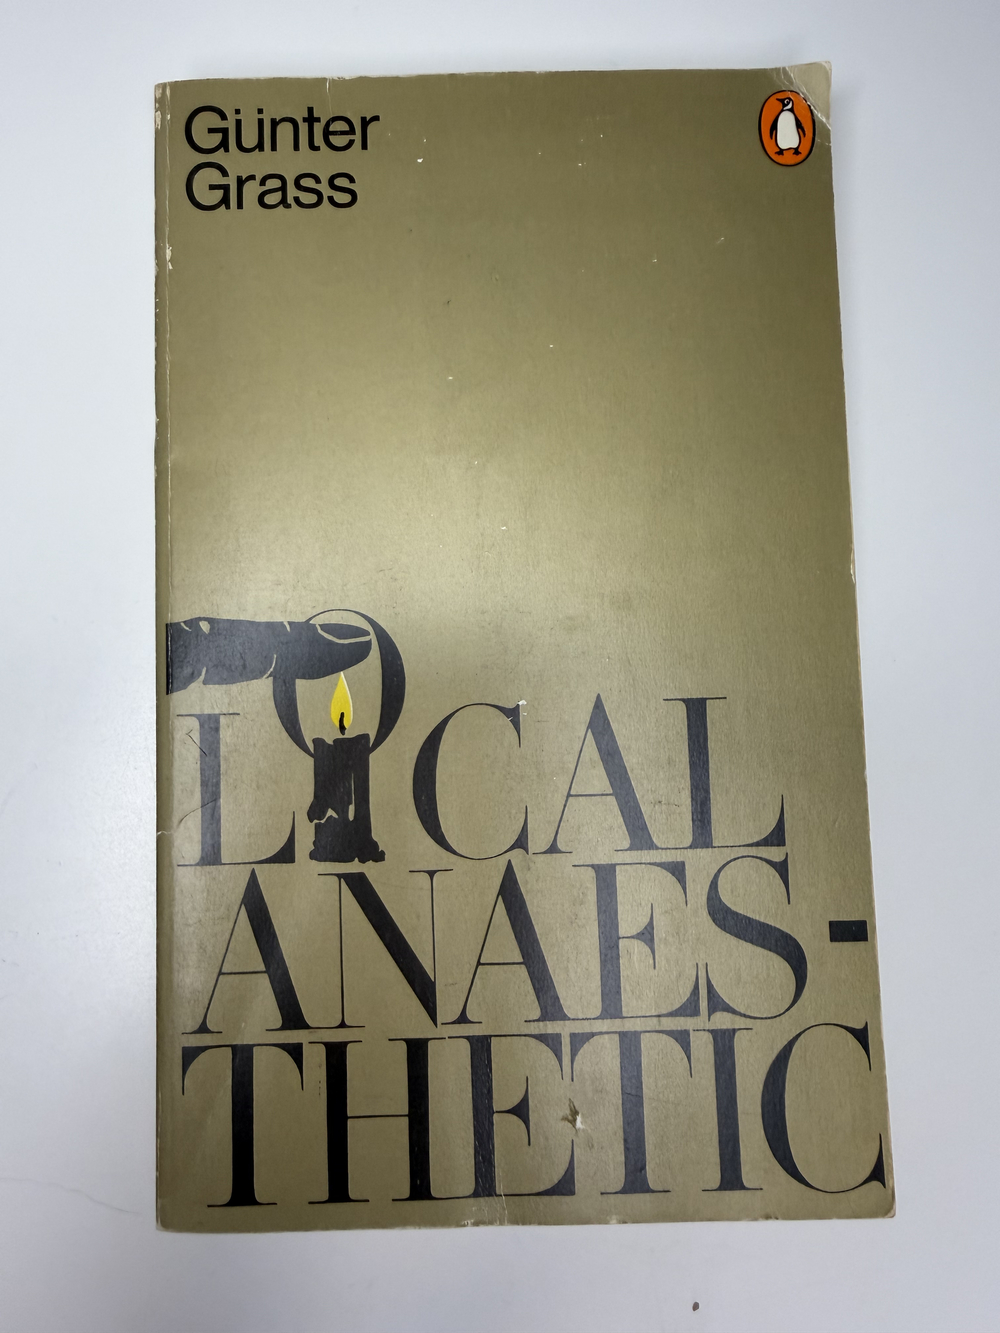 Günter
Grass
LOCAL
ANAES-
THETIC